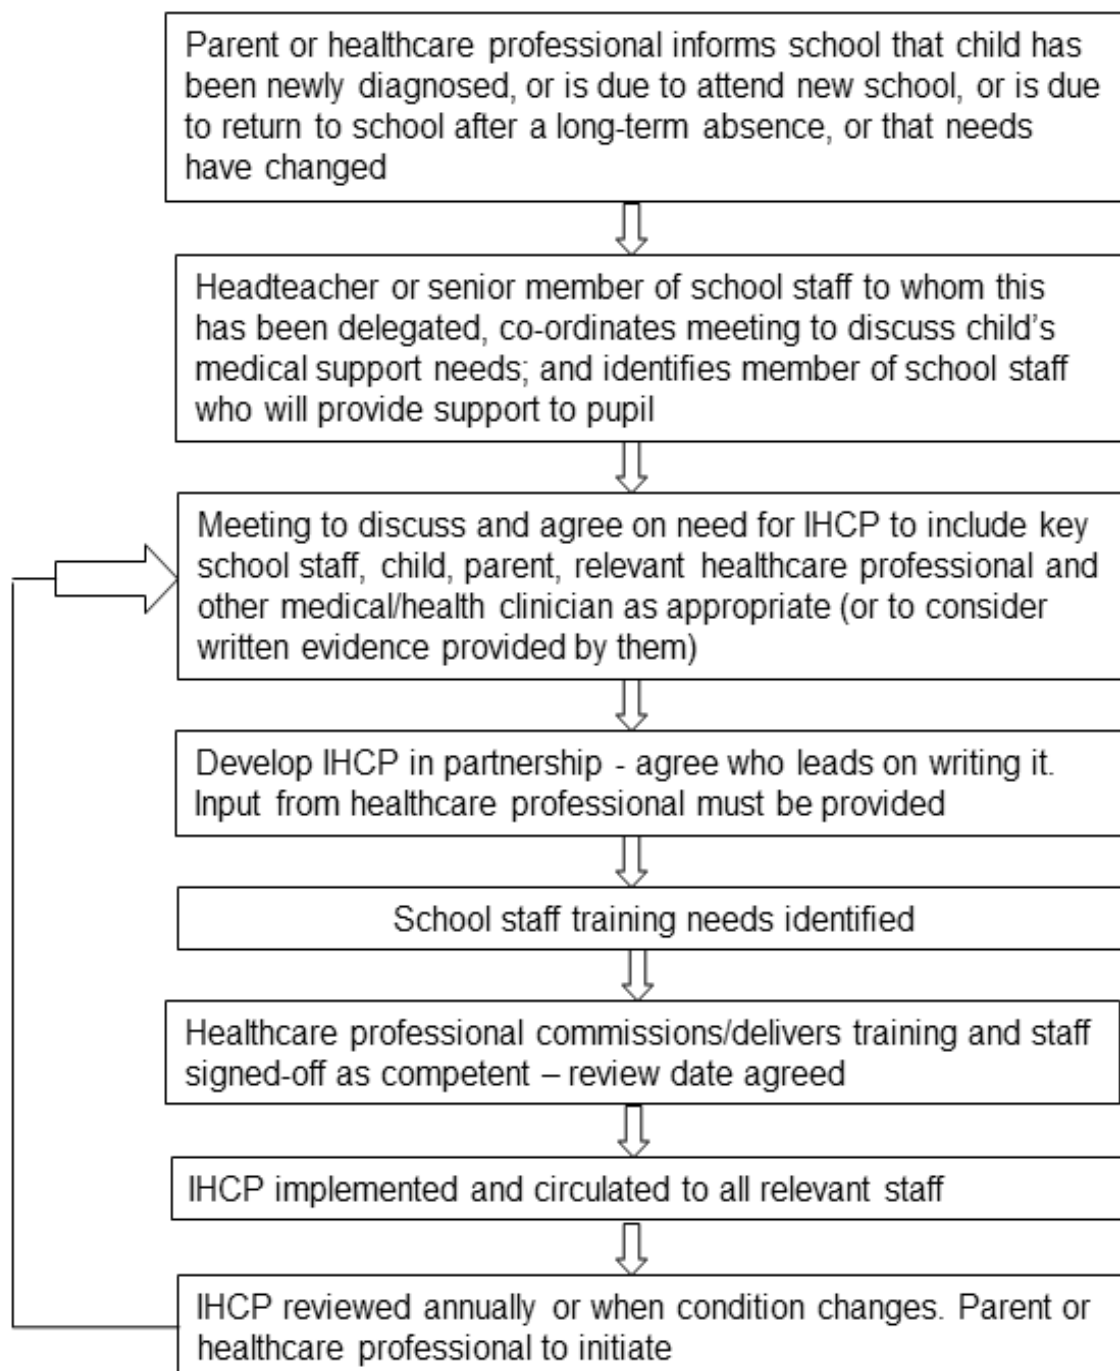 Parent or healthcare professional informs school that child has
been newly diagnosed, or is due to attend new school, or is due
to return to school after a long-term absence, or that needs
have changed
Headteacher or senior member of school staff to whom this
has been delegated, co-ordinates meeting to discuss child’s
medical support needs; and identifies member of school staff
who will provide support to pupil
Meeting to discuss and agree on need for IHCP to include key
school staff, child, parent, relevant healthcare professional and
other medical/health clinician as appropriate (or to consider
written evidence provided by them)
Develop IHCP in partnership - agree who leads on writing it.
Input from healthcare professional must be provided
School staff training needs identified
Healthcare professional commissions/delivers training and staff
signed-off as competent – review date agreed
IHCP implemented and circulated to all relevant staff
IHCP reviewed annually or when condition changes. Parent or
healthcare professional to initiate